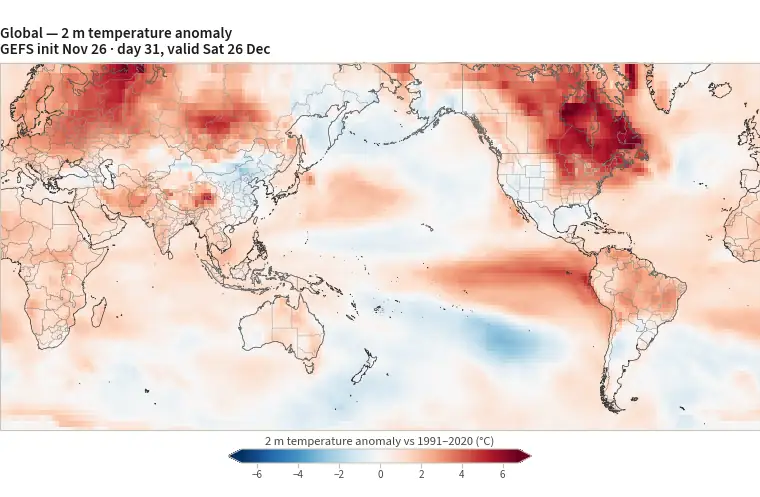 Global — 2 m temperature anomaly
GEFS init Nov 26 · day 31, valid Sat 26 Dec
2 m temperature anomaly vs 1991–2020 (°C)
−6 −4 −2 0 2 4 6